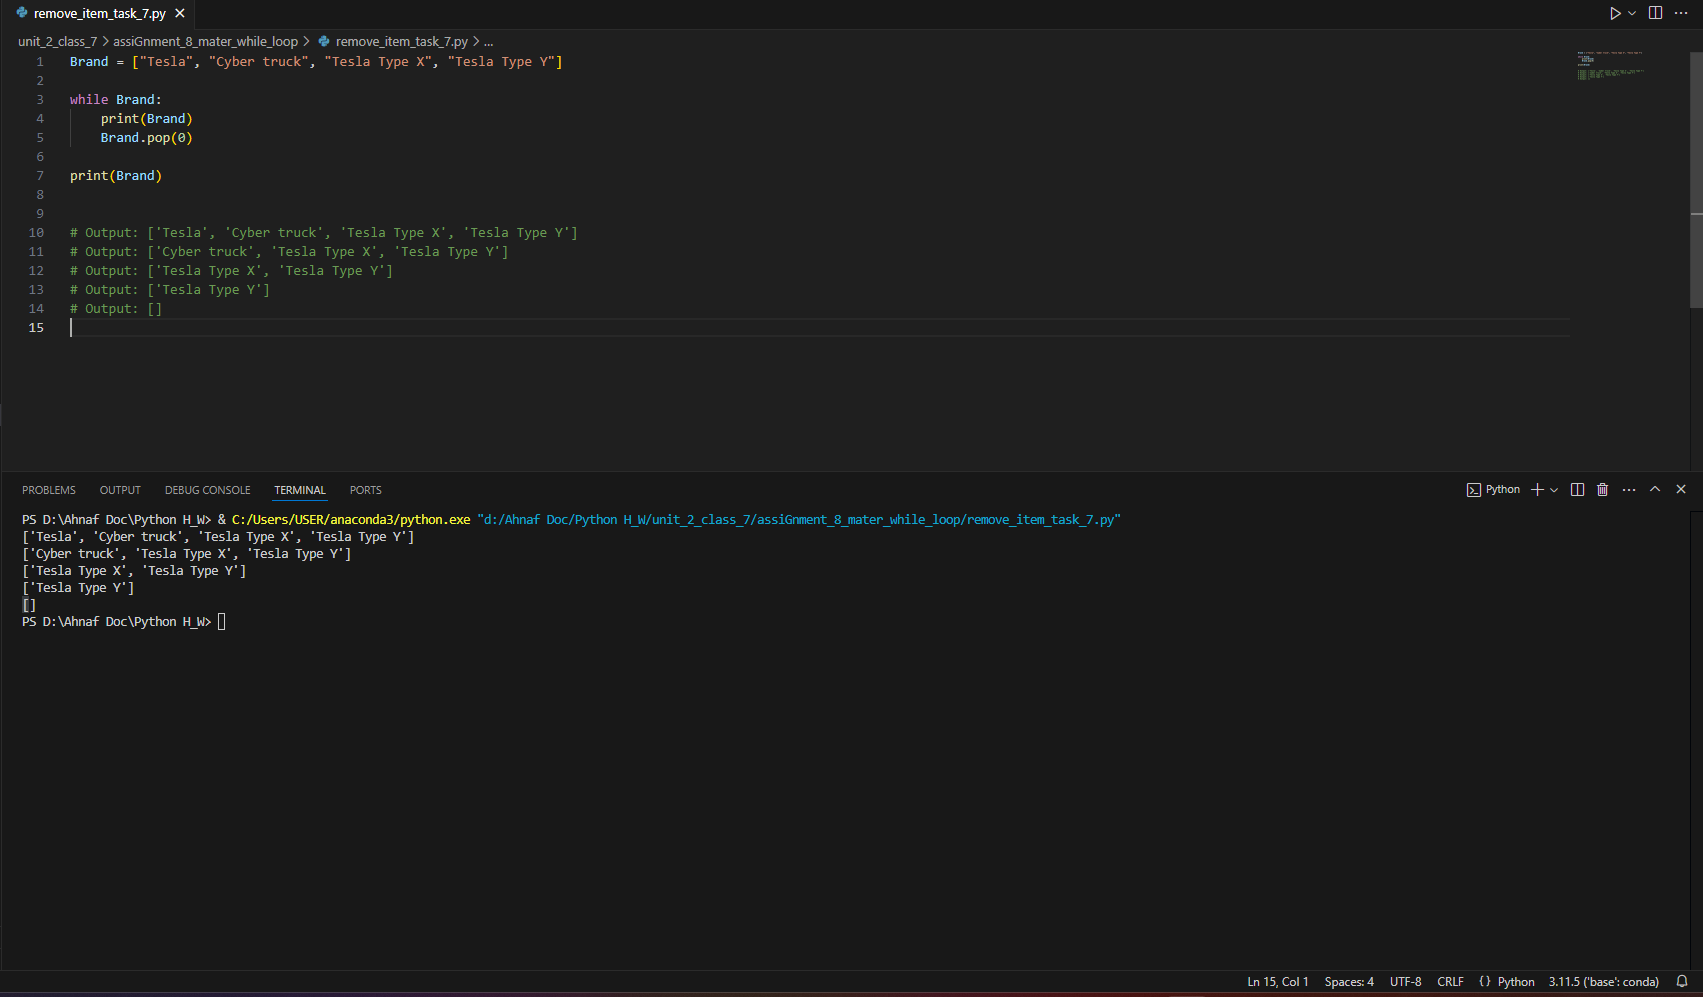 remove_item_task_7.py
unit_2_class_7 > assiGnment_8_mater_while_loop > remove_item_task_7.py > ...
1 Brand = ["Tesla", "Cyber truck", "Tesla Type X", "Tesla Type Y"]
2
3 while Brand:
4     print(Brand)
5     Brand.pop(0)
6
7 print(Brand)
8
9
10 # Output: ['Tesla', 'Cyber truck', 'Tesla Type X', 'Tesla Type Y']
11 # Output: ['Cyber truck', 'Tesla Type X', 'Tesla Type Y']
12 # Output: ['Tesla Type X', 'Tesla Type Y']
13 # Output: ['Tesla Type Y']
14 # Output: []
15
PROBLEMS OUTPUT DEBUG CONSOLE TERMINAL PORTS Python
PS D:\Ahnaf Doc\Python H_W> & C:/Users/USER/anaconda3/python.exe "d:/Ahnaf Doc/Python H_W/unit_2_class_7/assiGnment_8_mater_while_loop/remove_item_task_7.py"
['Tesla', 'Cyber truck', 'Tesla Type X', 'Tesla Type Y']
['Cyber truck', 'Tesla Type X', 'Tesla Type Y']
['Tesla Type X', 'Tesla Type Y']
['Tesla Type Y']
[]
PS D:\Ahnaf Doc\Python H_W>
Ln 15, Col 1 Spaces: 4 UTF-8 CRLF {} Python 3.11.5 ('base': conda)